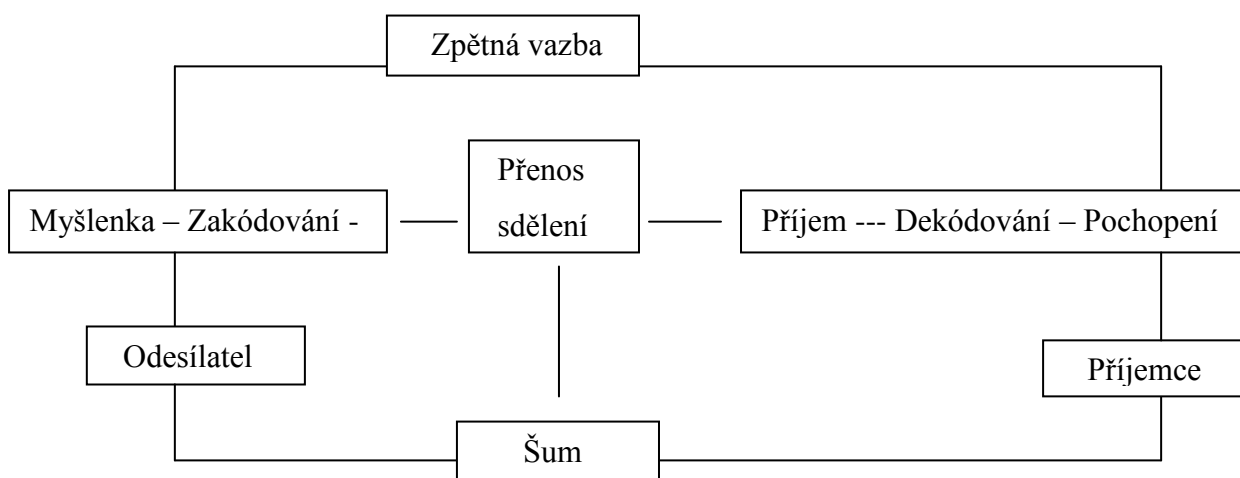 Zpětná vazba
Přenos
sdělení
Myšlenka – Zakódování -
Příjem --- Dekódování – Pochopení
Odesílatel
Příjemce
Šum